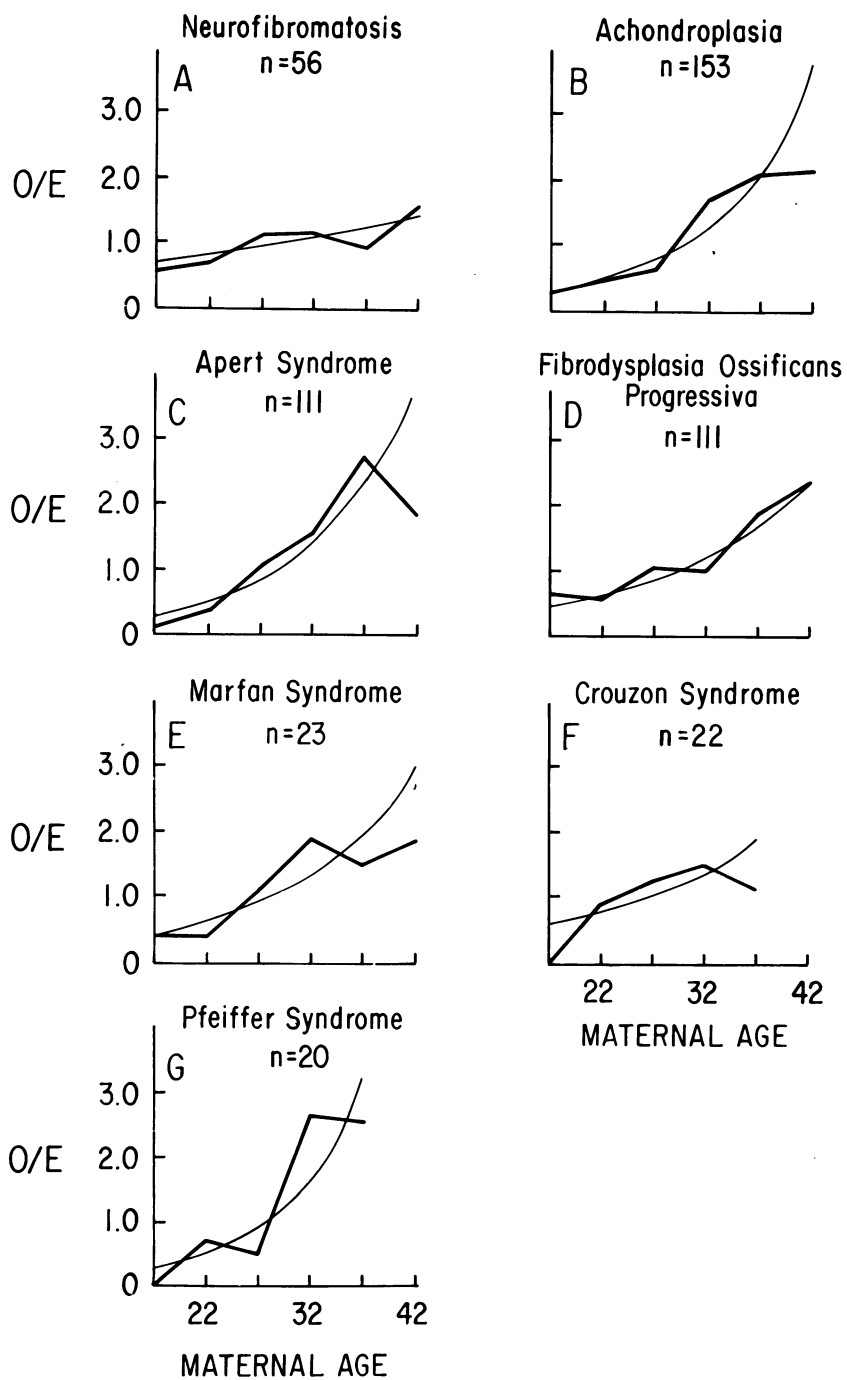 Neurofibromatosis
n=56
A
3.0
2.0
1.0
0
O/E
Achondroplasia
n=153
B
Apert Syndrome
n=111
C
3.0
2.0
1.0
0
O/E
Fibrodysplasia Ossificans
Progressiva
n=111
D
Marfan Syndrome
n=23
E
3.0
2.0
1.0
0
O/E
Crouzon Syndrome
n=22
F
22 32 42
MATERNAL AGE
Pfeiffer Syndrome
n=20
G
3.0
2.0
1.0
0
O/E
22 32 42
MATERNAL AGE